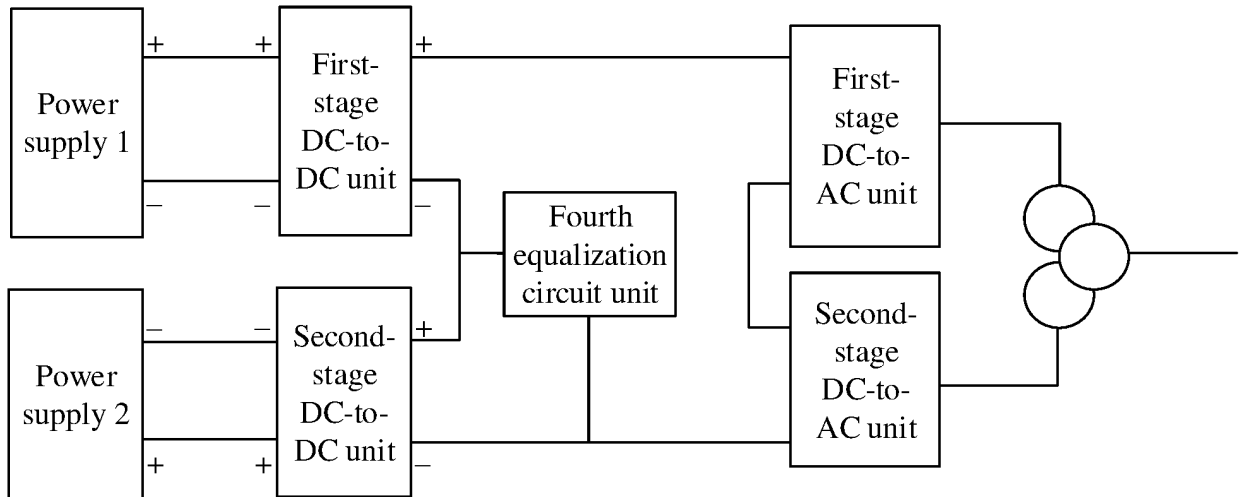 Power
supply 1
+
+
−
−
First-
stage
DC-to-
DC unit
+
−
Fourth
equalization
circuit unit
First-
stage
DC-to-
AC unit
Power
supply 2
−
−
+
+
Second-
stage
DC-to-
DC unit
+
−
Second-
stage
DC-to-
AC unit